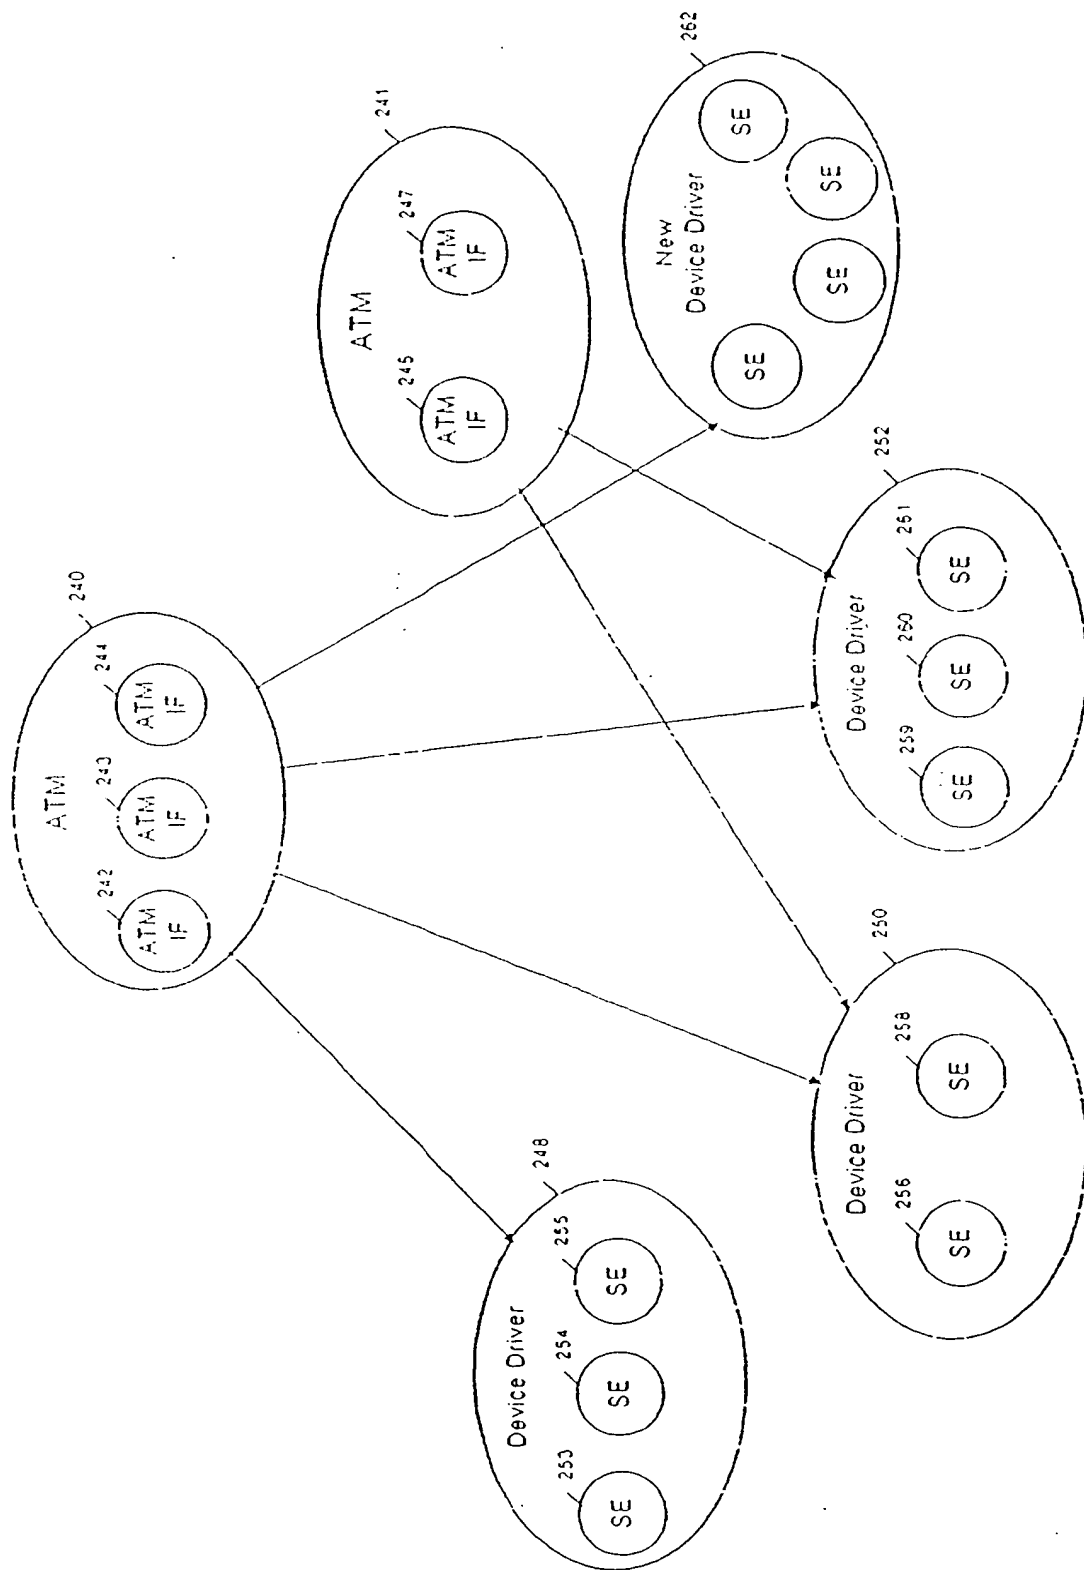 240
ATM
242
ATM
IF
243
ATM
IF
244
ATM
IF
241
ATM
245
ATM
IF
247
ATM
IF
248
Device Driver
253
SE
254
SE
255
SE
250
Device Driver
256
SE
258
SE
252
Device Driver
259
SE
260
SE
261
SE
262
New
Device Driver
SE
SE
SE
SE